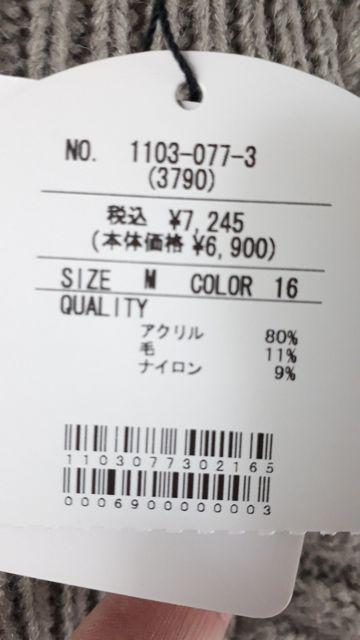 NO. 1103-077-3
(3790)
税込 ¥7,245
(本体価格 ¥6,900)
SIZE M COLOR 16
QUALITY
アクリル 80%
毛 11%
ナイロン 9%
1103077302165
0006900000003